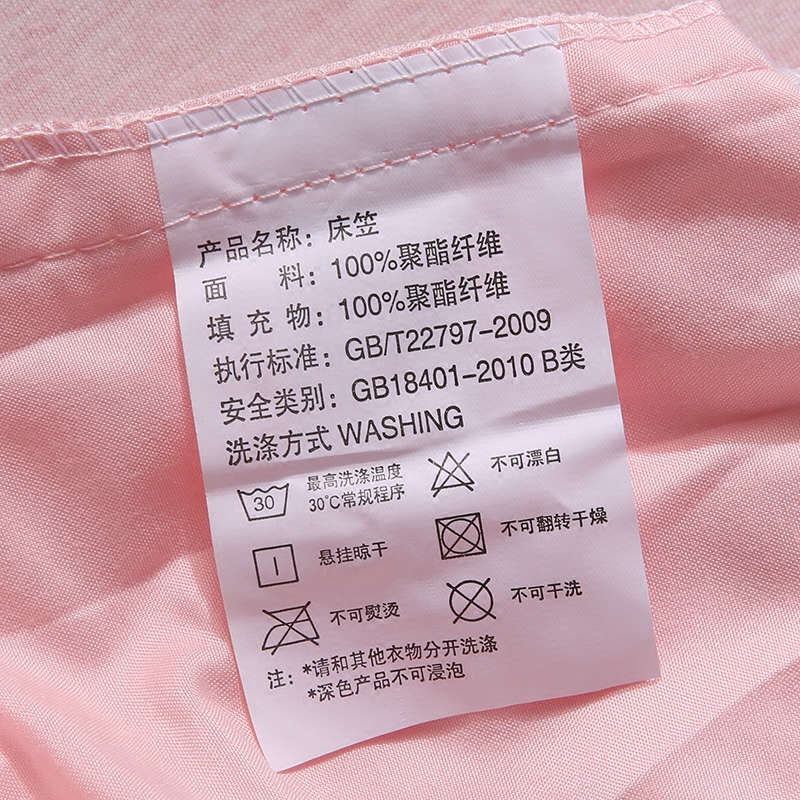 产品名称：床笠
面　　料：100%聚酯纤维
填 充 物：100%聚酯纤维
执行标准：GB/T22797-2009
安全类别：GB18401-2010 B类
洗涤方式 WASHING
30 最高洗涤温度 不可漂白
30℃常规程序
悬挂晾干 不可翻转干燥
不可熨烫 不可干洗
注：*请和其他衣物分开洗涤
*深色产品不可浸泡